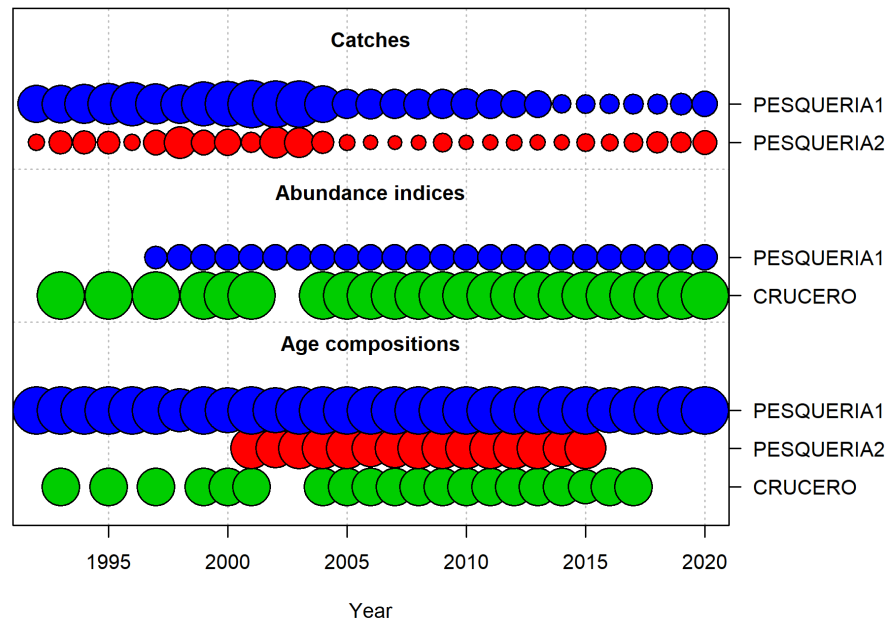 Catches
PESQUERIA1
PESQUERIA2
Abundance indices
PESQUERIA1
CRUCERO
Age compositions
PESQUERIA1
PESQUERIA2
CRUCERO
1995 2000 2005 2010 2015 2020
Year